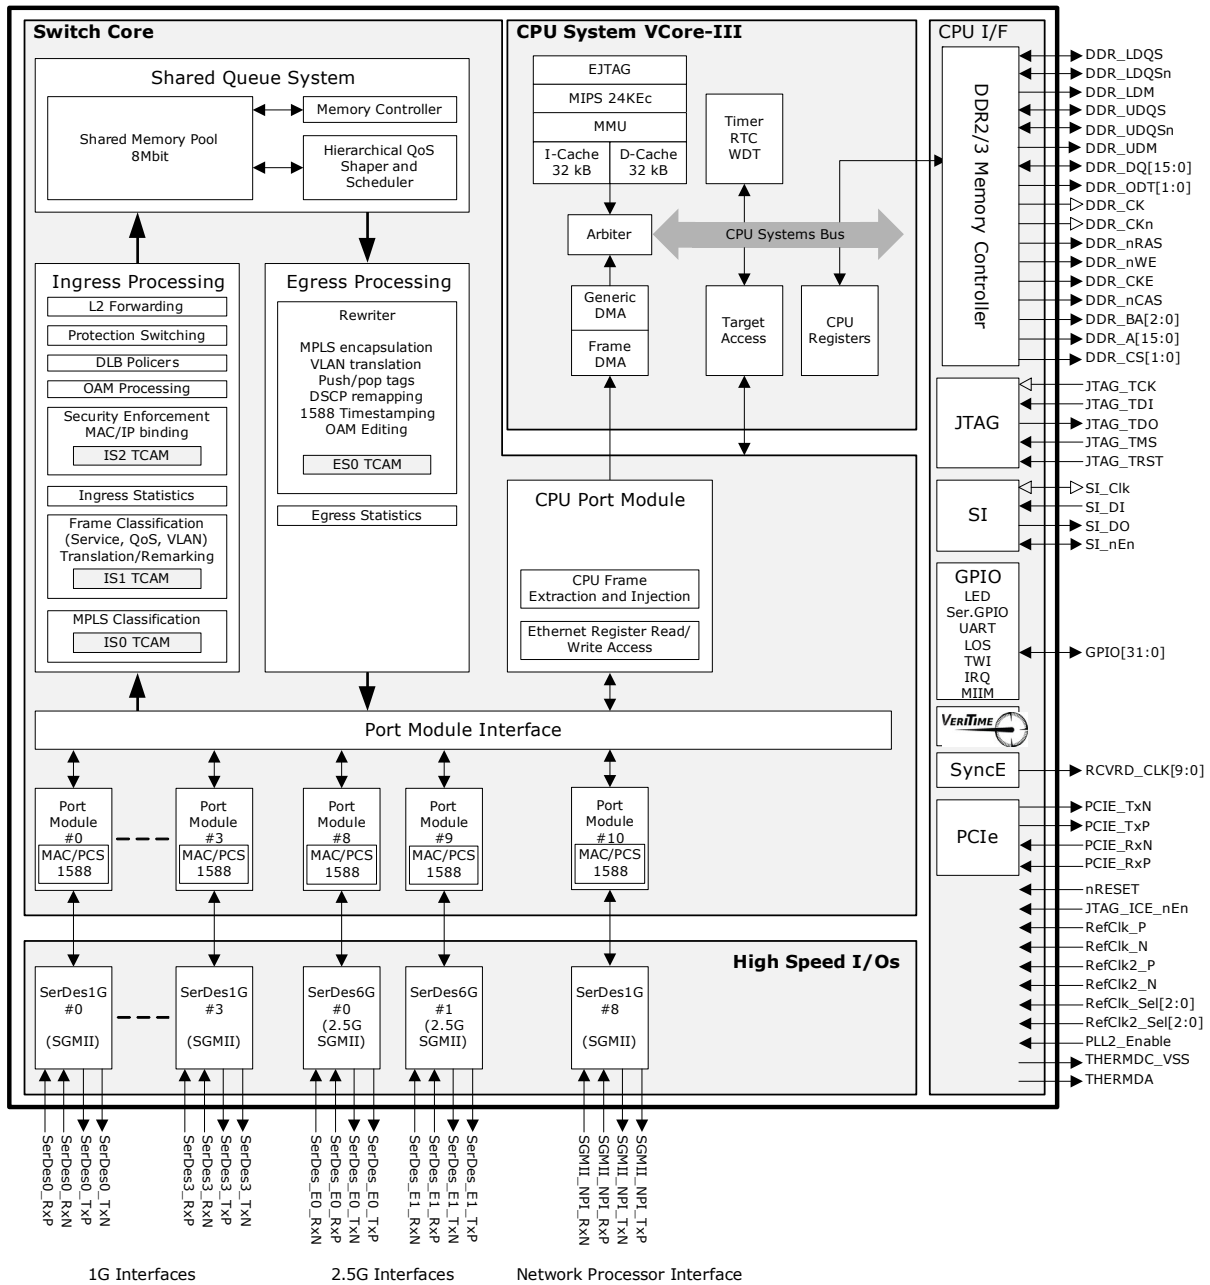 Switch Core
Shared Queue System
Shared Memory Pool
8Mbit
Memory Controller
Hierarchical QoS
Shaper and
Scheduler
Ingress Processing
L2 Forwarding
Protection Switching
DLB Policers
OAM Processing
Security Enforcement
MAC/IP binding
IS2 TCAM
Ingress Statistics
Frame Classification
(Service, QoS, VLAN)
Translation/Remarking
IS1 TCAM
MPLS Classification
IS0 TCAM
Egress Processing
Rewriter
MPLS encapsulation
VLAN translation
Push/pop tags
DSCP remapping
1588 Timestamping
OAM Editing
ES0 TCAM
Egress Statistics
CPU System VCore-III
EJTAG
MIPS 24KEc
MMU
I-Cache
32 kB
D-Cache
32 kB
Timer
RTC
WDT
Arbiter
CPU Systems Bus
Generic
DMA
Frame
DMA
Target
Access
CPU
Registers
CPU Port Module
CPU Frame
Extraction and Injection
Ethernet Register Read/
Write Access
Port Module Interface
Port
Module
#0
MAC/PCS
1588
Port
Module
#3
MAC/PCS
1588
Port
Module
#8
MAC/PCS
1588
Port
Module
#9
MAC/PCS
1588
Port
Module
#10
MAC/PCS
1588
High Speed I/Os
SerDes1G
#0
(SGMII)
SerDes1G
#3
(SGMII)
SerDes6G
#0
(2.5G
SGMII)
SerDes6G
#1
(2.5G
SGMII)
SerDes1G
#8
(SGMII)
SerDes0_RxP
SerDes0_RxN
SerDes0_TxP
SerDes0_TxN
SerDes3_RxP
SerDes3_RxN
SerDes3_TxP
SerDes3_TxN
SerDes_E0_RxN
SerDes_E0_RxP
SerDes_E0_TxN
SerDes_E0_TxP
SerDes_E1_RxN
SerDes_E1_RxP
SerDes_E1_TxN
SerDes_E1_TxP
SGMII_NPI_RxN
SGMII_NPI_RxP
SGMII_NPI_TxN
SGMII_NPI_TxP
1G Interfaces
2.5G Interfaces
Network Processor Interface
CPU I/F
DDR2/3 Memory Controller
DDR_LDQS
DDR_LDQSn
DDR_LDM
DDR_UDQS
DDR_UDQSn
DDR_UDM
DDR_DQ[15:0]
DDR_ODT[1:0]
DDR_CK
DDR_CKn
DDR_nRAS
DDR_nWE
DDR_CKE
DDR_nCAS
DDR_BA[2:0]
DDR_A[15:0]
DDR_CS[1:0]
JTAG
JTAG_TCK
JTAG_TDI
JTAG_TDO
JTAG_TMS
JTAG_TRST
SI
SI_Clk
SI_DI
SI_DO
SI_nEn
GPIO
LED
Ser.GPIO
UART
LOS
TWI
IRQ
MIIM
GPIO[31:0]
VERITIME
SyncE
RCVRD_CLK[9:0]
PCIe
PCIE_TxN
PCIE_TxP
PCIE_RxN
PCIE_RxP
nRESET
JTAG_ICE_nEn
RefClk_P
RefClk_N
RefClk2_P
RefClk2_N
RefClk_Sel[2:0]
RefClk2_Sel[2:0]
PLL2_Enable
THERMDC_VSS
THERMDA